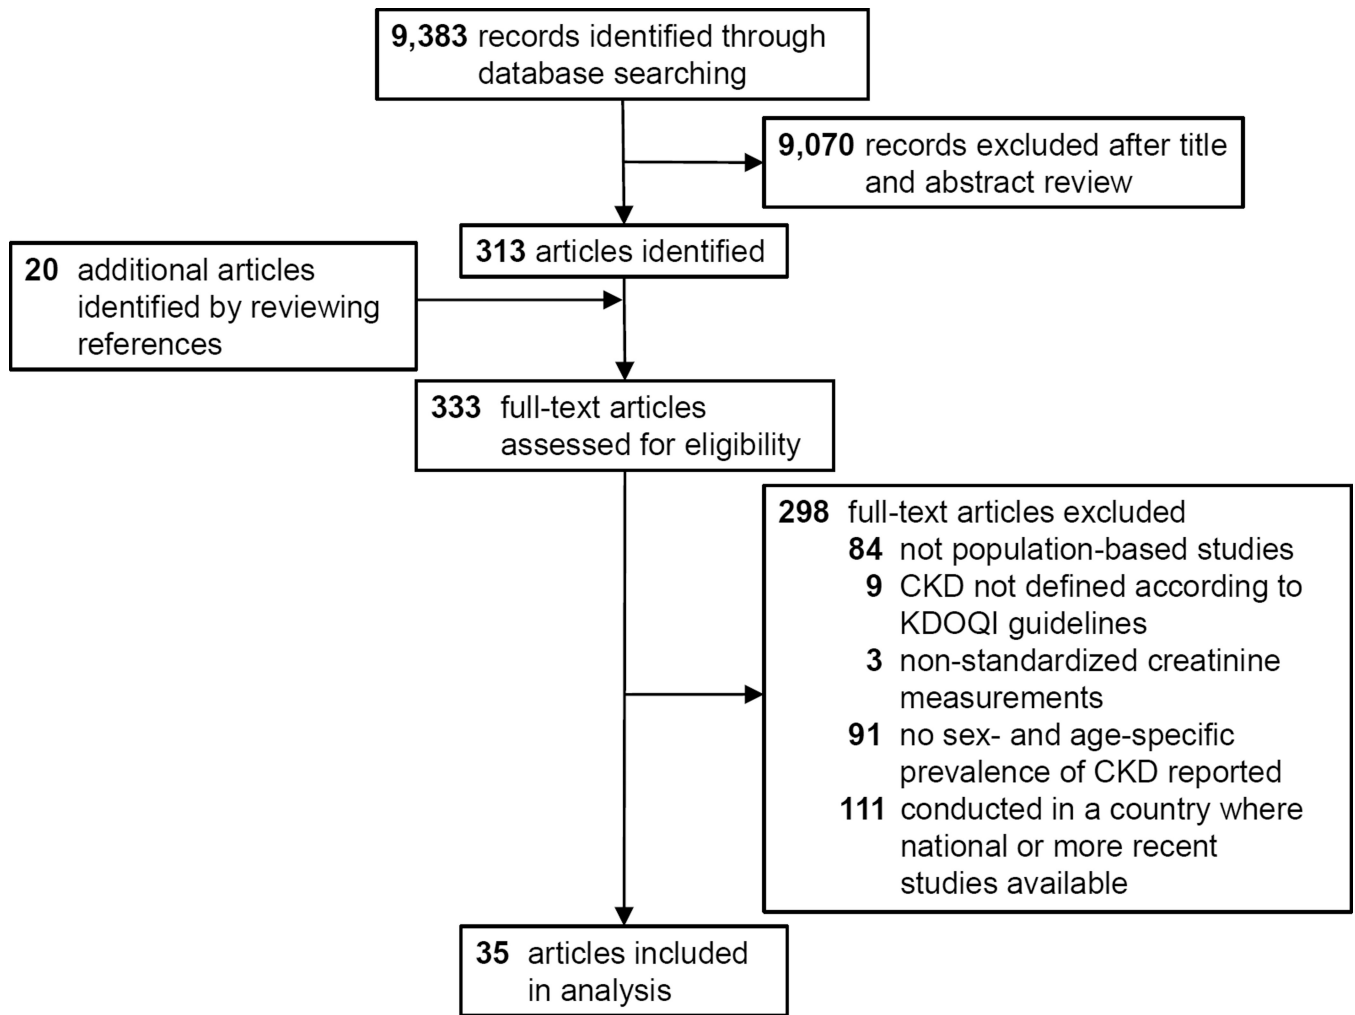 9,383 records identified through
database searching
9,070 records excluded after title
and abstract review
313 articles identified
20 additional articles
identified by reviewing
references
333 full-text articles
assessed for eligibility
298 full-text articles excluded
84 not population-based studies
9 CKD not defined according to
KDOQI guidelines
3 non-standardized creatinine
measurements
91 no sex- and age-specific
prevalence of CKD reported
111 conducted in a country where
national or more recent
studies available
35 articles included
in analysis